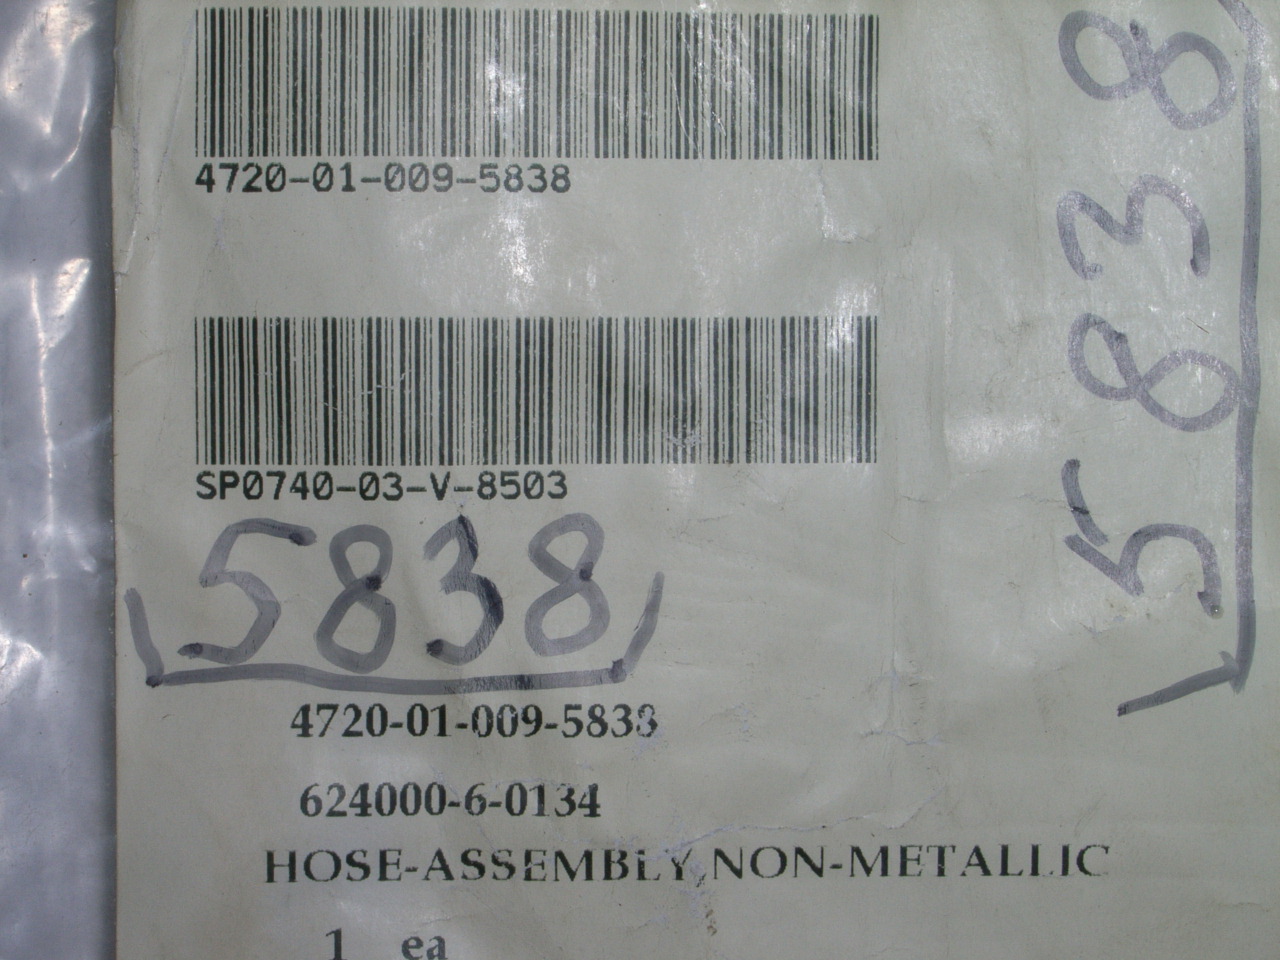 4720-01-009-5838
SP0740-03-V-8503
5838
4720-01-009-5838
624000-6-0134
HOSE-ASSEMBLY,NON-METALLIC
1 ea
5838